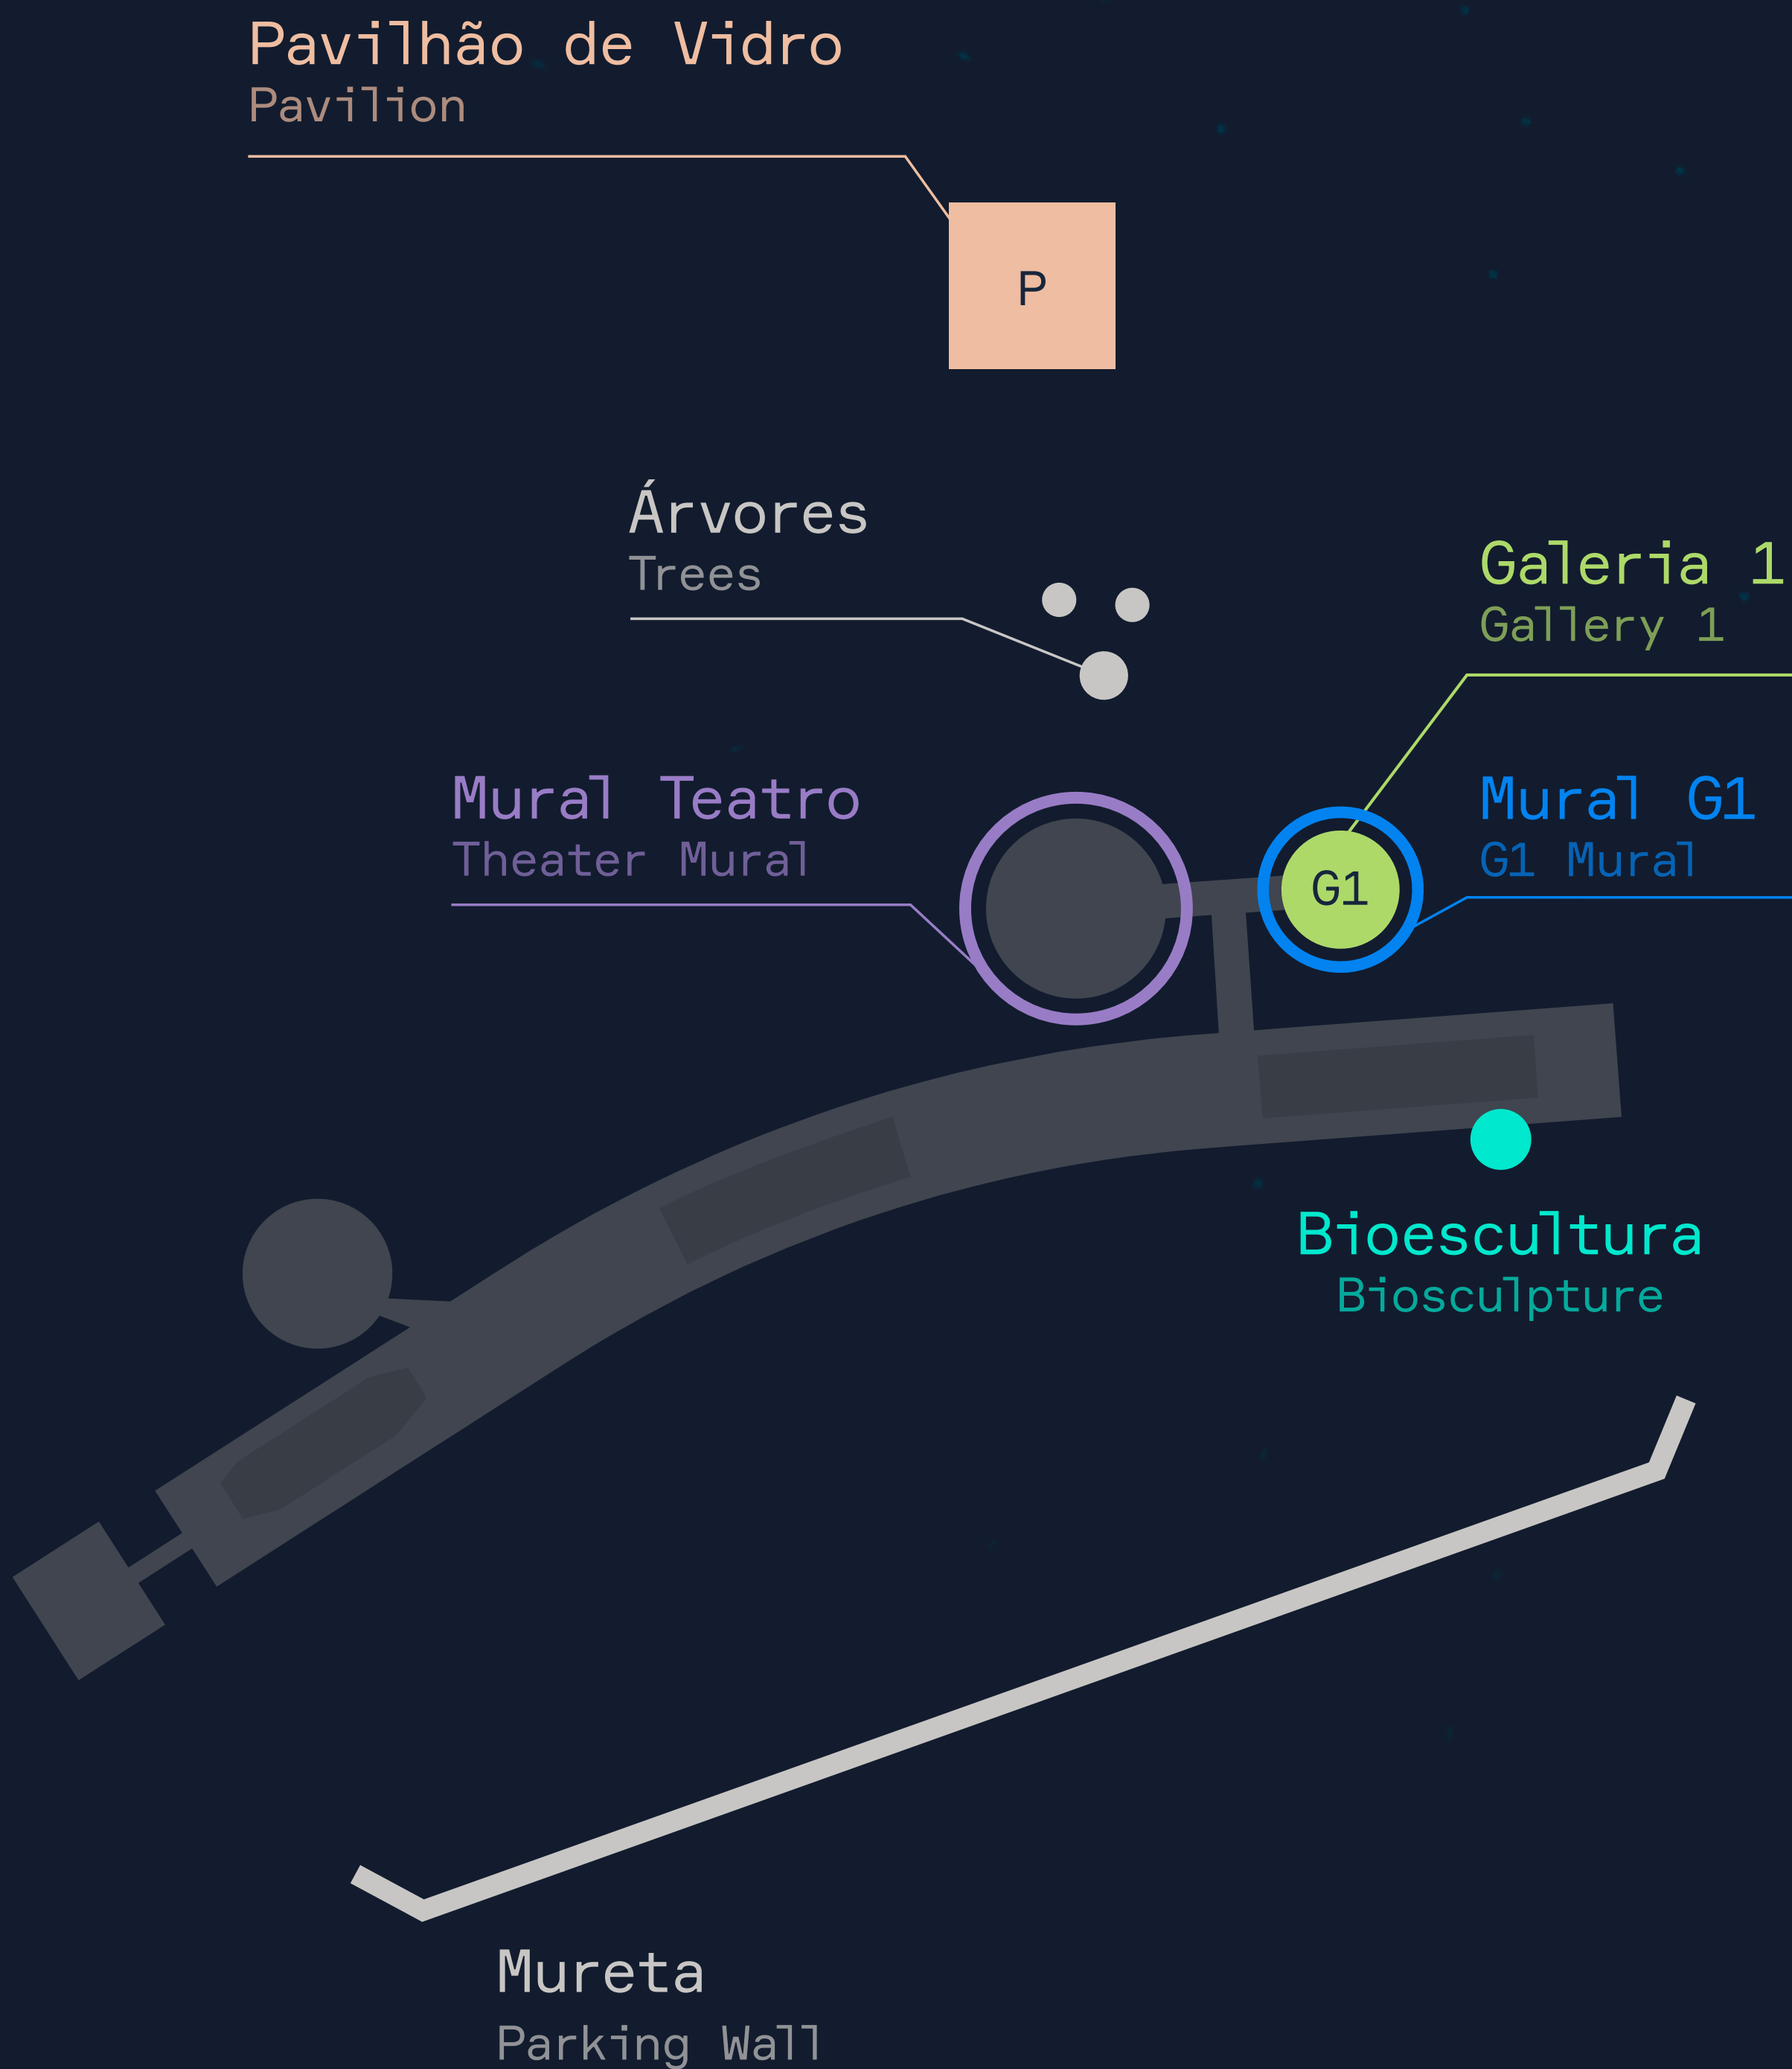 Pavilhão de Vidro
Pavilion
P
Árvores
Trees
Galeria 1
Gallery 1
Mural Teatro
Theater Mural
Mural G1
G1 Mural
G1
Bioescultura
Biosculpture
Mureta
Parking Wall